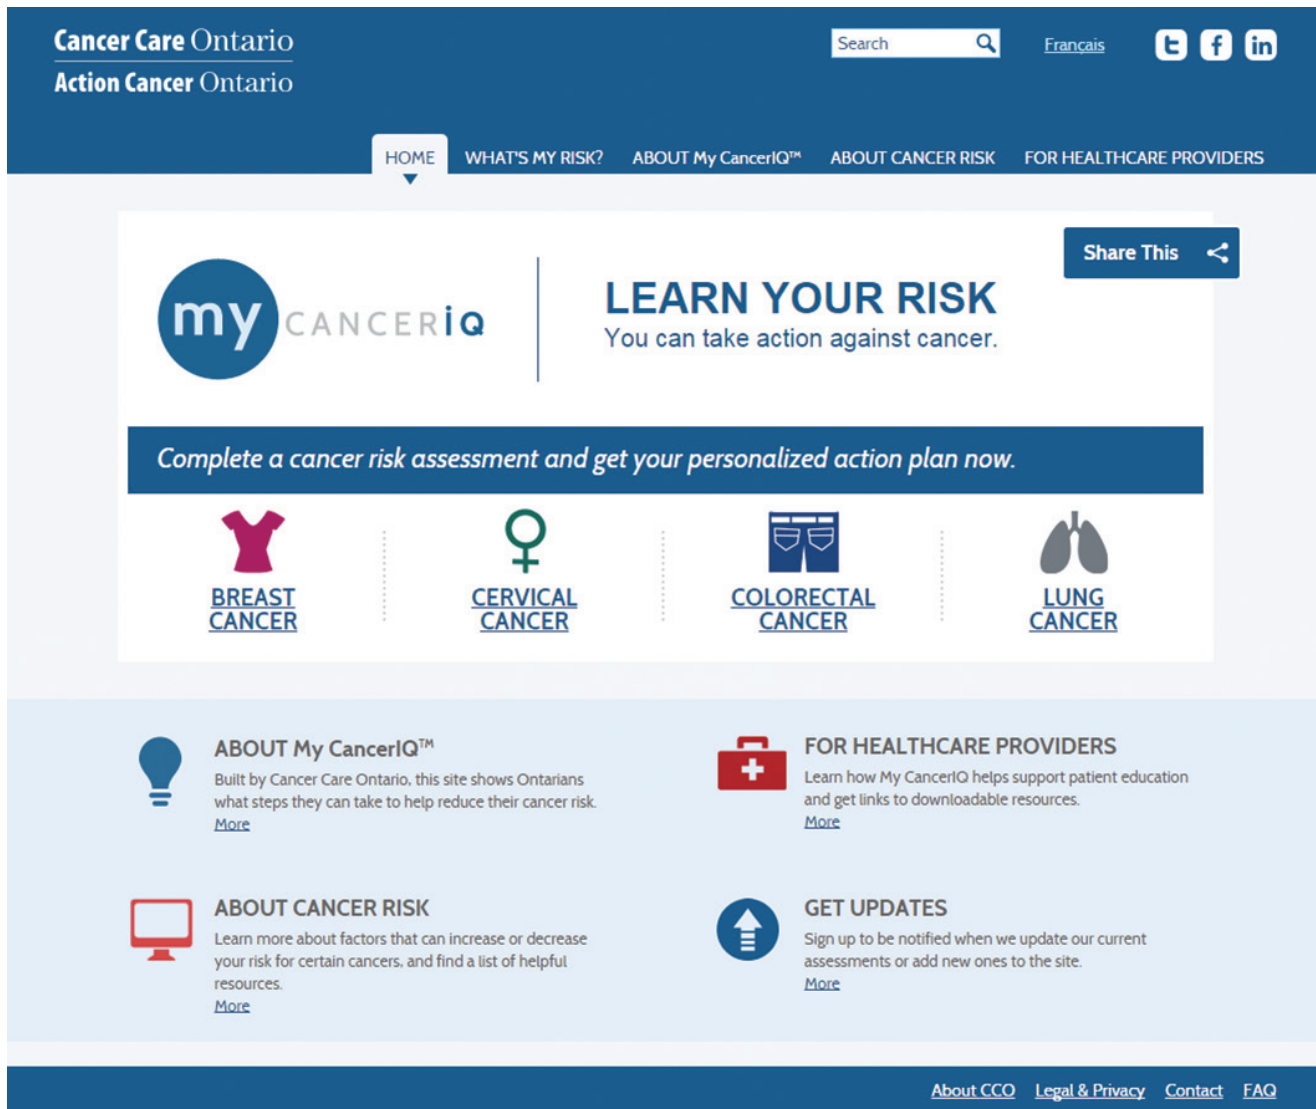 Cancer Care Ontario
Action Cancer Ontario
Search
Français
HOME
WHAT'S MY RISK?
ABOUT My CancerIQ™
ABOUT CANCER RISK
FOR HEALTHCARE PROVIDERS
Share This
my CANCERiQ
LEARN YOUR RISK
You can take action against cancer.
Complete a cancer risk assessment and get your personalized action plan now.
BREAST
CANCER
CERVICAL
CANCER
COLORECTAL
CANCER
LUNG
CANCER
ABOUT My CancerIQ™
Built by Cancer Care Ontario, this site shows Ontarians
what steps they can take to help reduce their cancer risk.
More
FOR HEALTHCARE PROVIDERS
Learn how My CancerIQ helps support patient education
and get links to downloadable resources.
More
ABOUT CANCER RISK
Learn more about factors that can increase or decrease
your risk for certain cancers, and find a list of helpful
resources.
More
GET UPDATES
Sign up to be notified when we update our current
assessments or add new ones to the site.
More
About CCO
Legal & Privacy
Contact
FAQ